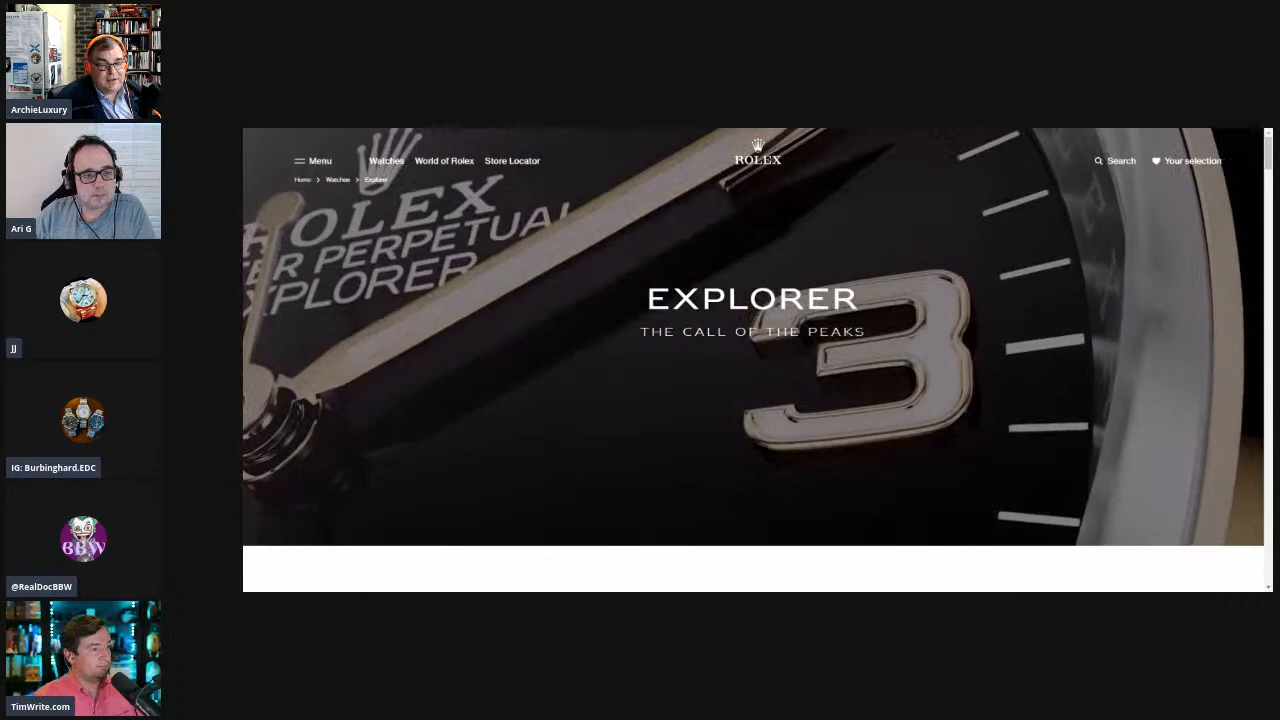 ArchieLuxury
Ari G
JJ
IG: Burbinghard.EDC
BBW
@RealDocBBW
TimWrite.com
Menu
Watches World of Rolex Store Locator
ROLEX
Search
Your selection
Home > Watches > Explorer
ROLEX
ER PERPETUAL
XPLORER
EXPLORER
THE CALL OF THE PEAKS
3